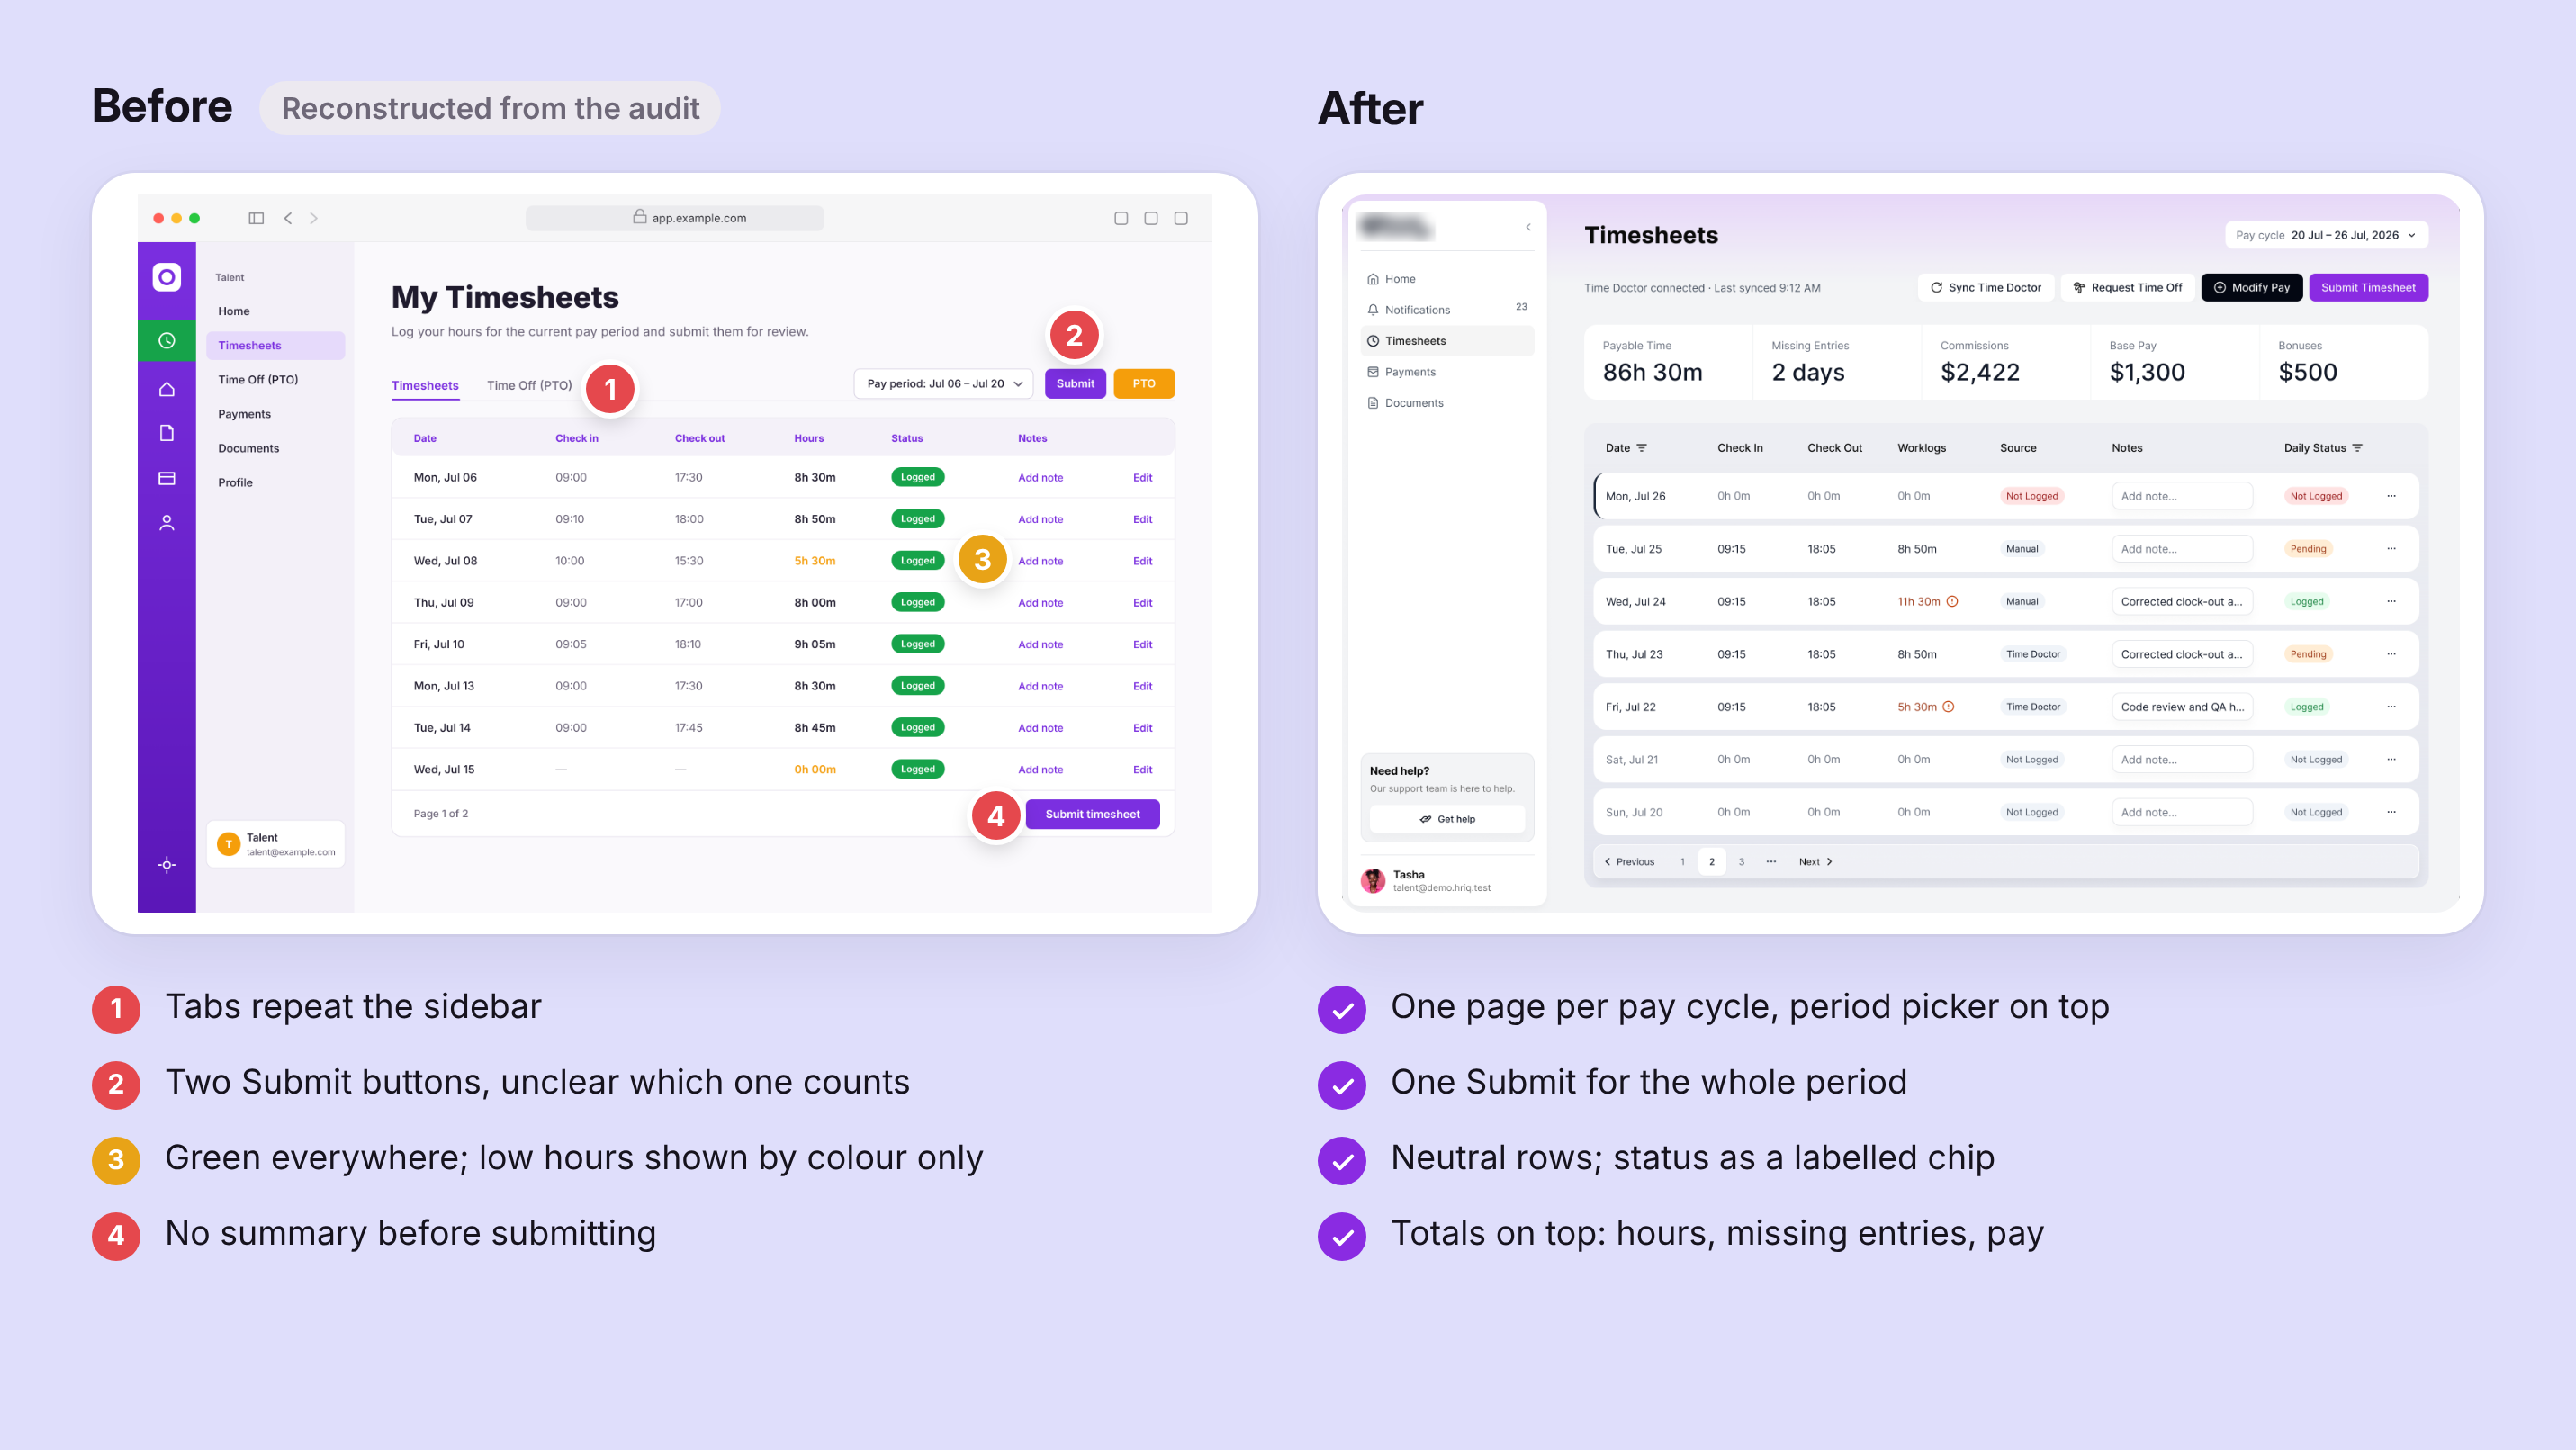 Before
Reconstructed from the audit
app.example.com
Talent
Home
Timesheets
Time Off (PTO)
Payments
Documents
Profile
T
Talent
talent@example.com
My Timesheets
Log your hours for the current pay period and submit them for review.
2
Timesheets Time Off (PTO) 1 Pay period: Jul 06 – Jul 20 Submit PTO
Date Check in Check out Hours Status Notes
Mon, Jul 06 09:00 17:30 8h 30m Logged Add note Edit
Tue, Jul 07 09:10 18:00 8h 50m Logged Add note Edit
Wed, Jul 08 10:00 15:30 5h 30m Logged 3 Add note Edit
Thu, Jul 09 09:00 17:00 8h 00m Logged Add note Edit
Fri, Jul 10 09:05 18:10 9h 05m Logged Add note Edit
Mon, Jul 13 09:00 17:30 8h 30m Logged Add note Edit
Tue, Jul 14 09:00 17:45 8h 45m Logged Add note Edit
Wed, Jul 15 — — 0h 00m Logged Add note Edit
Page 1 of 2 4 Submit timesheet
1 Tabs repeat the sidebar
2 Two Submit buttons, unclear which one counts
3 Green everywhere; low hours shown by colour only
4 No summary before submitting
After
Home
Notifications 23
Timesheets
Payments
Documents
Need help?
Our support team is here to help.
Get help
Tasha
talent@demo.hriq.test
Timesheets
Pay cycle 20 Jul – 26 Jul, 2026
Time Doctor connected · Last synced 9:12 AM Sync Time Doctor Request Time Off Modify Pay Submit Timesheet
Payable Time Missing Entries Commissions Base Pay Bonuses
86h 30m 2 days $2,422 $1,300 $500
Date Check In Check Out Worklogs Source Notes Daily Status
Mon, Jul 26 0h 0m 0h 0m 0h 0m Not Logged Add note... Not Logged ...
Tue, Jul 25 09:15 18:05 8h 50m Manual Add note... Pending ...
Wed, Jul 24 09:15 18:05 11h 30m Manual Corrected clock-out a... Logged ...
Thu, Jul 23 09:15 18:05 8h 50m Time Doctor Corrected clock-out a... Pending ...
Fri, Jul 22 09:15 18:05 5h 30m Time Doctor Code review and QA h... Logged ...
Sat, Jul 21 0h 0m 0h 0m 0h 0m Not Logged Add note... Not Logged ...
Sun, Jul 20 0h 0m 0h 0m 0h 0m Not Logged Add note... Not Logged ...
Previous 1 2 3 ... Next
One page per pay cycle, period picker on top
One Submit for the whole period
Neutral rows; status as a labelled chip
Totals on top: hours, missing entries, pay